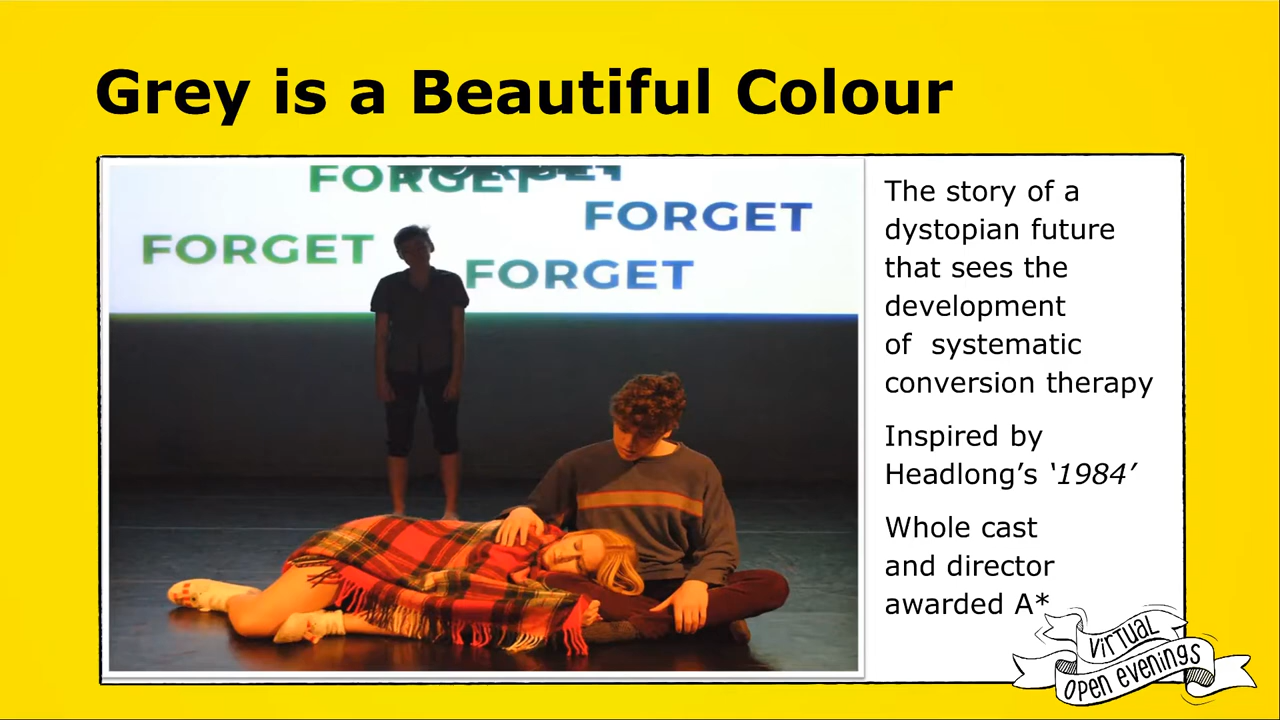 Grey is a Beautiful Colour
FORGET
FORGET
FORGET
FORGET
FORGET
The story of a
dystopian future
that sees the
development
of  systematic
conversion therapy
Inspired by
Headlong’s ‘1984’
Whole cast
and director
awarded A*
VIRTUAL
OPEN EVENINGS